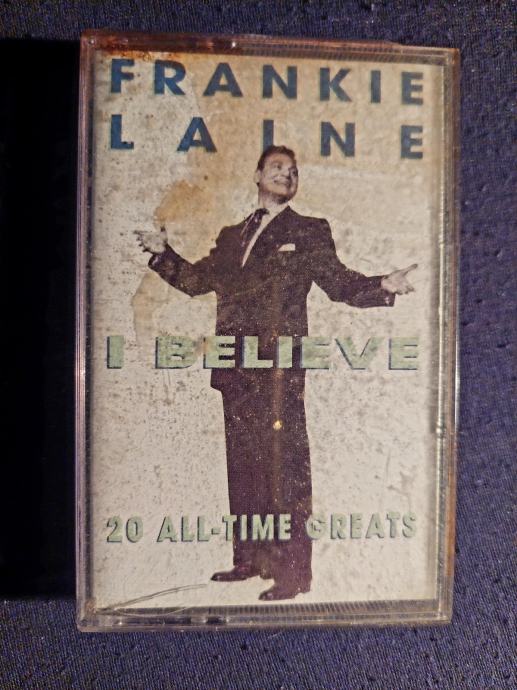 FRANKIE
LAINE
I BELIEVE
20 ALL-TIME GREATS